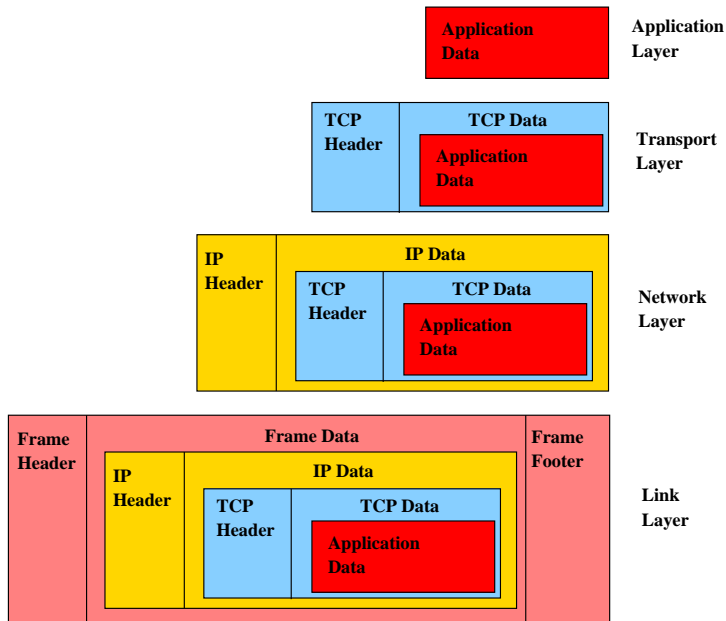 Application
Data
Application
Layer
TCP
Header
TCP Data
Application
Data
Transport
Layer
IP
Header
IP Data
TCP
Header
TCP Data
Application
Data
Network
Layer
Frame
Header
Frame Data
IP
Header
IP Data
TCP
Header
TCP Data
Application
Data
Frame
Footer
Link
Layer